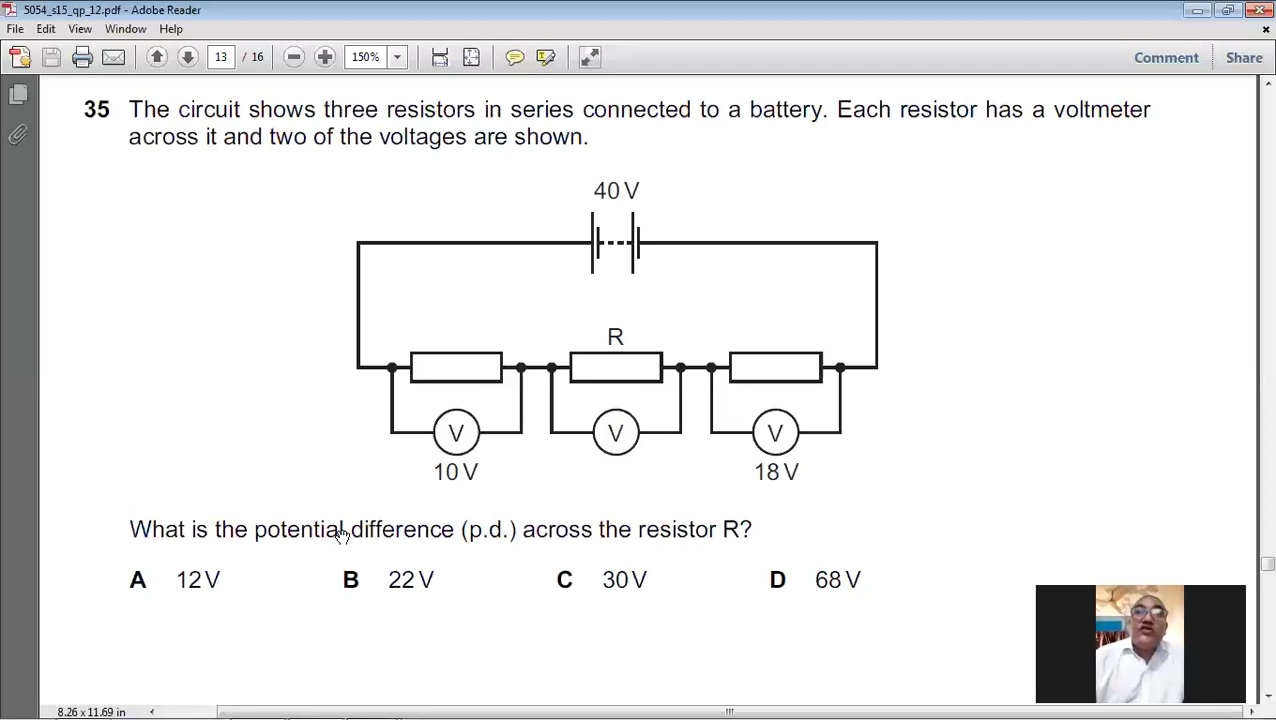 5054_s15_qp_12.pdf - Adobe Reader
File Edit View Window Help
13 / 16 150% Comment Share
35 The circuit shows three resistors in series connected to a battery. Each resistor has a voltmeter
across it and two of the voltages are shown.
40 V
R
V V V
10 V 18 V
What is the potential difference (p.d.) across the resistor R?
A 12 V B 22 V C 30 V D 68 V
8.26 x 11.69 in